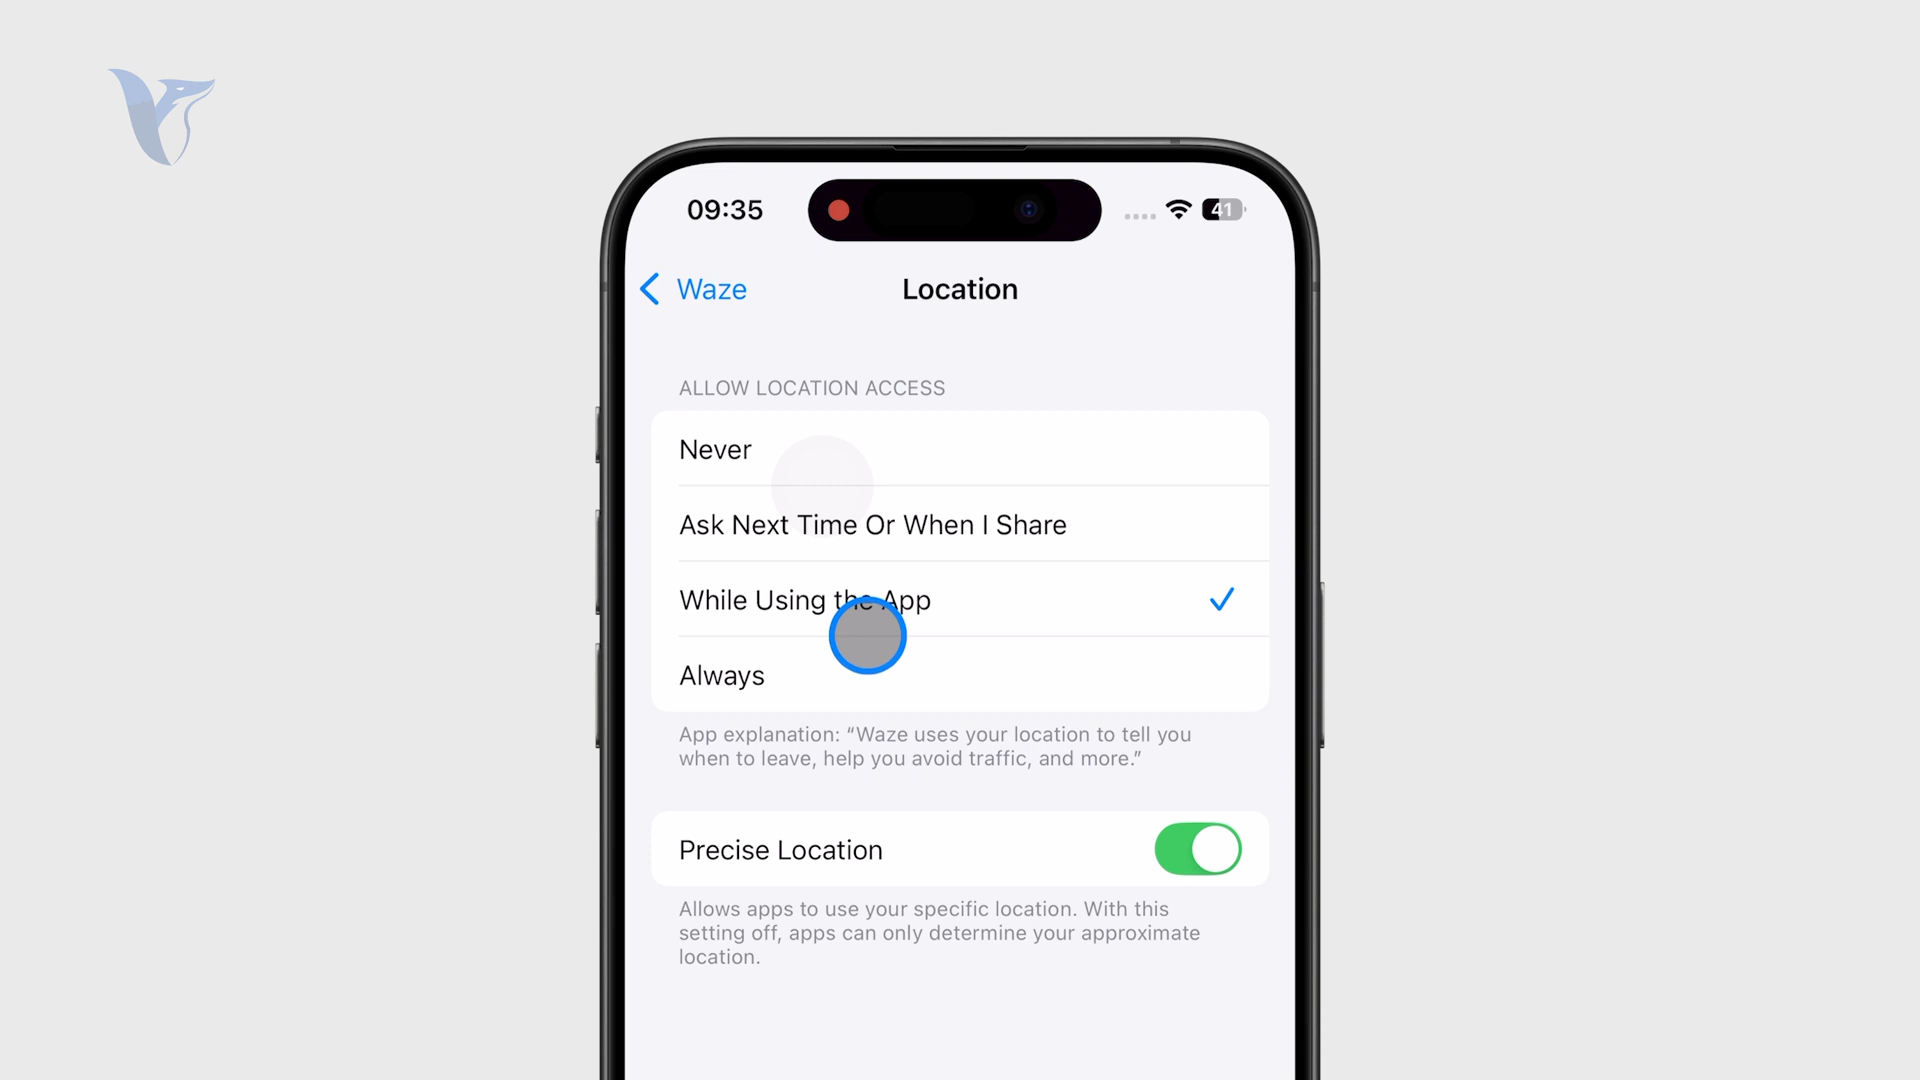 09:35
41
Waze
Location
ALLOW LOCATION ACCESS
Never
Ask Next Time Or When I Share
While Using the App
Always
App explanation: “Waze uses your location to tell you
when to leave, help you avoid traffic, and more.”
Precise Location
Allows apps to use your specific location. With this
setting off, apps can only determine your approximate
location.